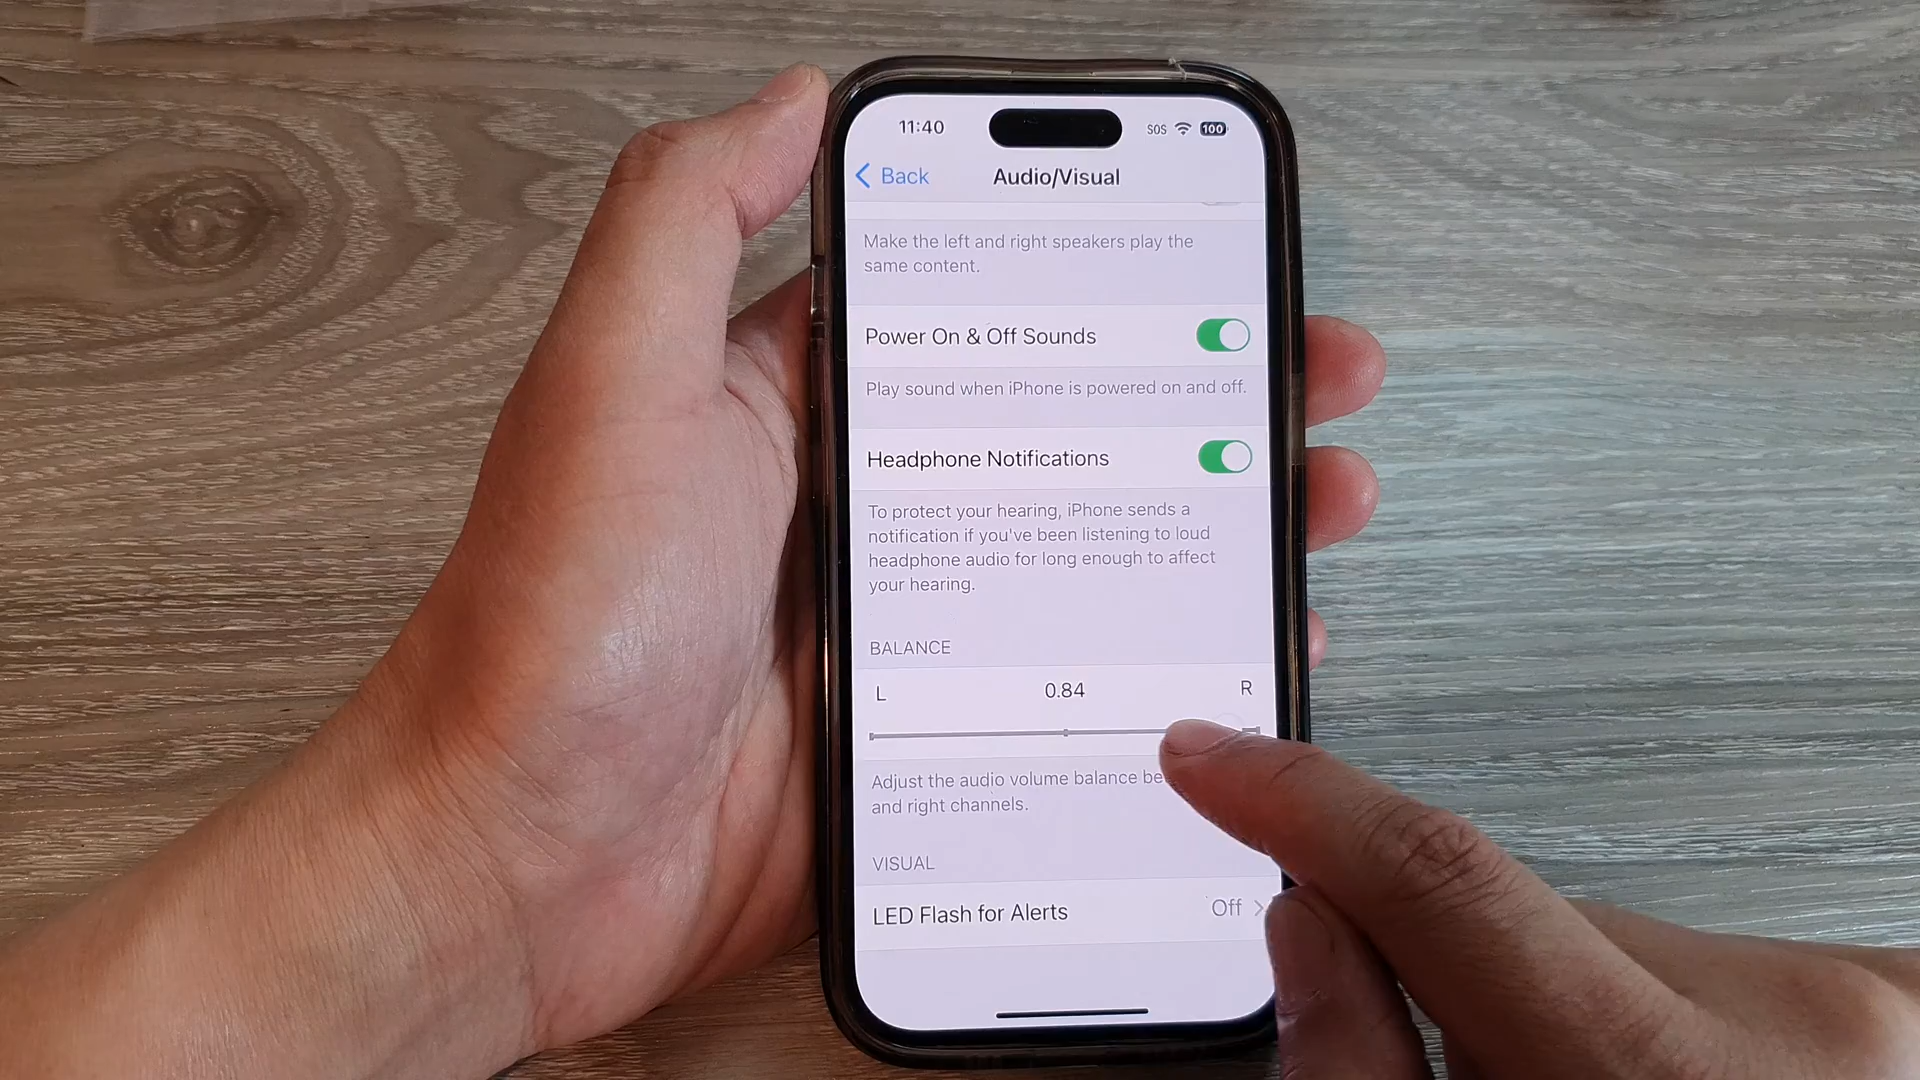 11:40 SOS 100
Back Audio/Visual
Make the left and right speakers play the
same content.
Power On & Off Sounds
Play sound when iPhone is powered on and off.
Headphone Notifications
To protect your hearing, iPhone sends a
notification if you've been listening to loud
headphone audio for long enough to affect
your hearing.
BALANCE
L 0.84 R
Adjust the audio volume balance
and right channels.
VISUAL
LED Flash for Alerts Off